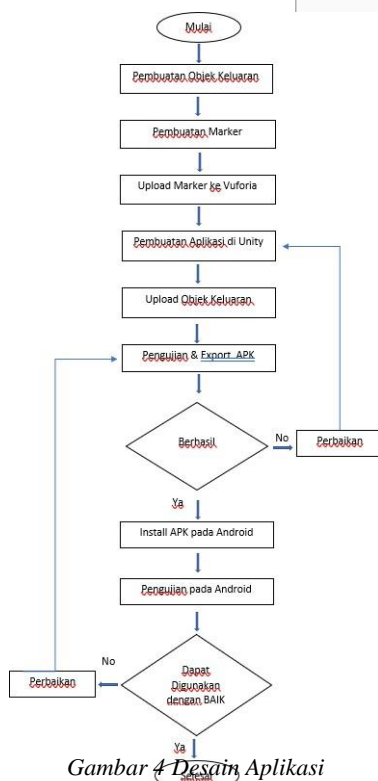 Mulai
Pembuatan Objek Keluaran
Pembuatan Marker
Upload Marker ke Vuforia
Pembuatan Aplikasi di Unity
Upload Objek Keluaran
Pengujian & Export APK
Berhasil
No
Perbaikan
Ya
Install APK pada Android
Pengujian pada Android
Dapat
Digunakan
dengan BAIK
No
Perbaikan
Ya
Selesai
Gambar 4 Desain Aplikasi